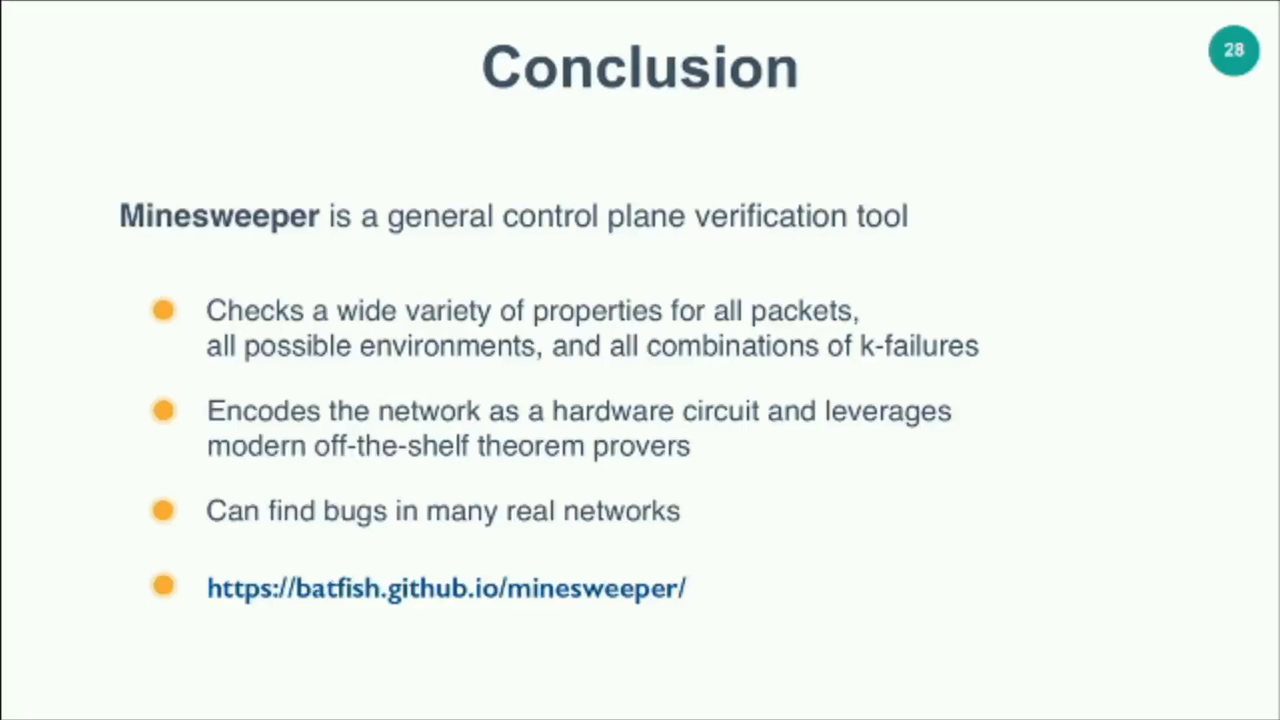 Conclusion
28
Minesweeper is a general control plane verification tool
Checks a wide variety of properties for all packets,
all possible environments, and all combinations of k-failures
Encodes the network as a hardware circuit and leverages
modern off-the-shelf theorem provers
Can find bugs in many real networks
https://batfish.github.io/minesweeper/